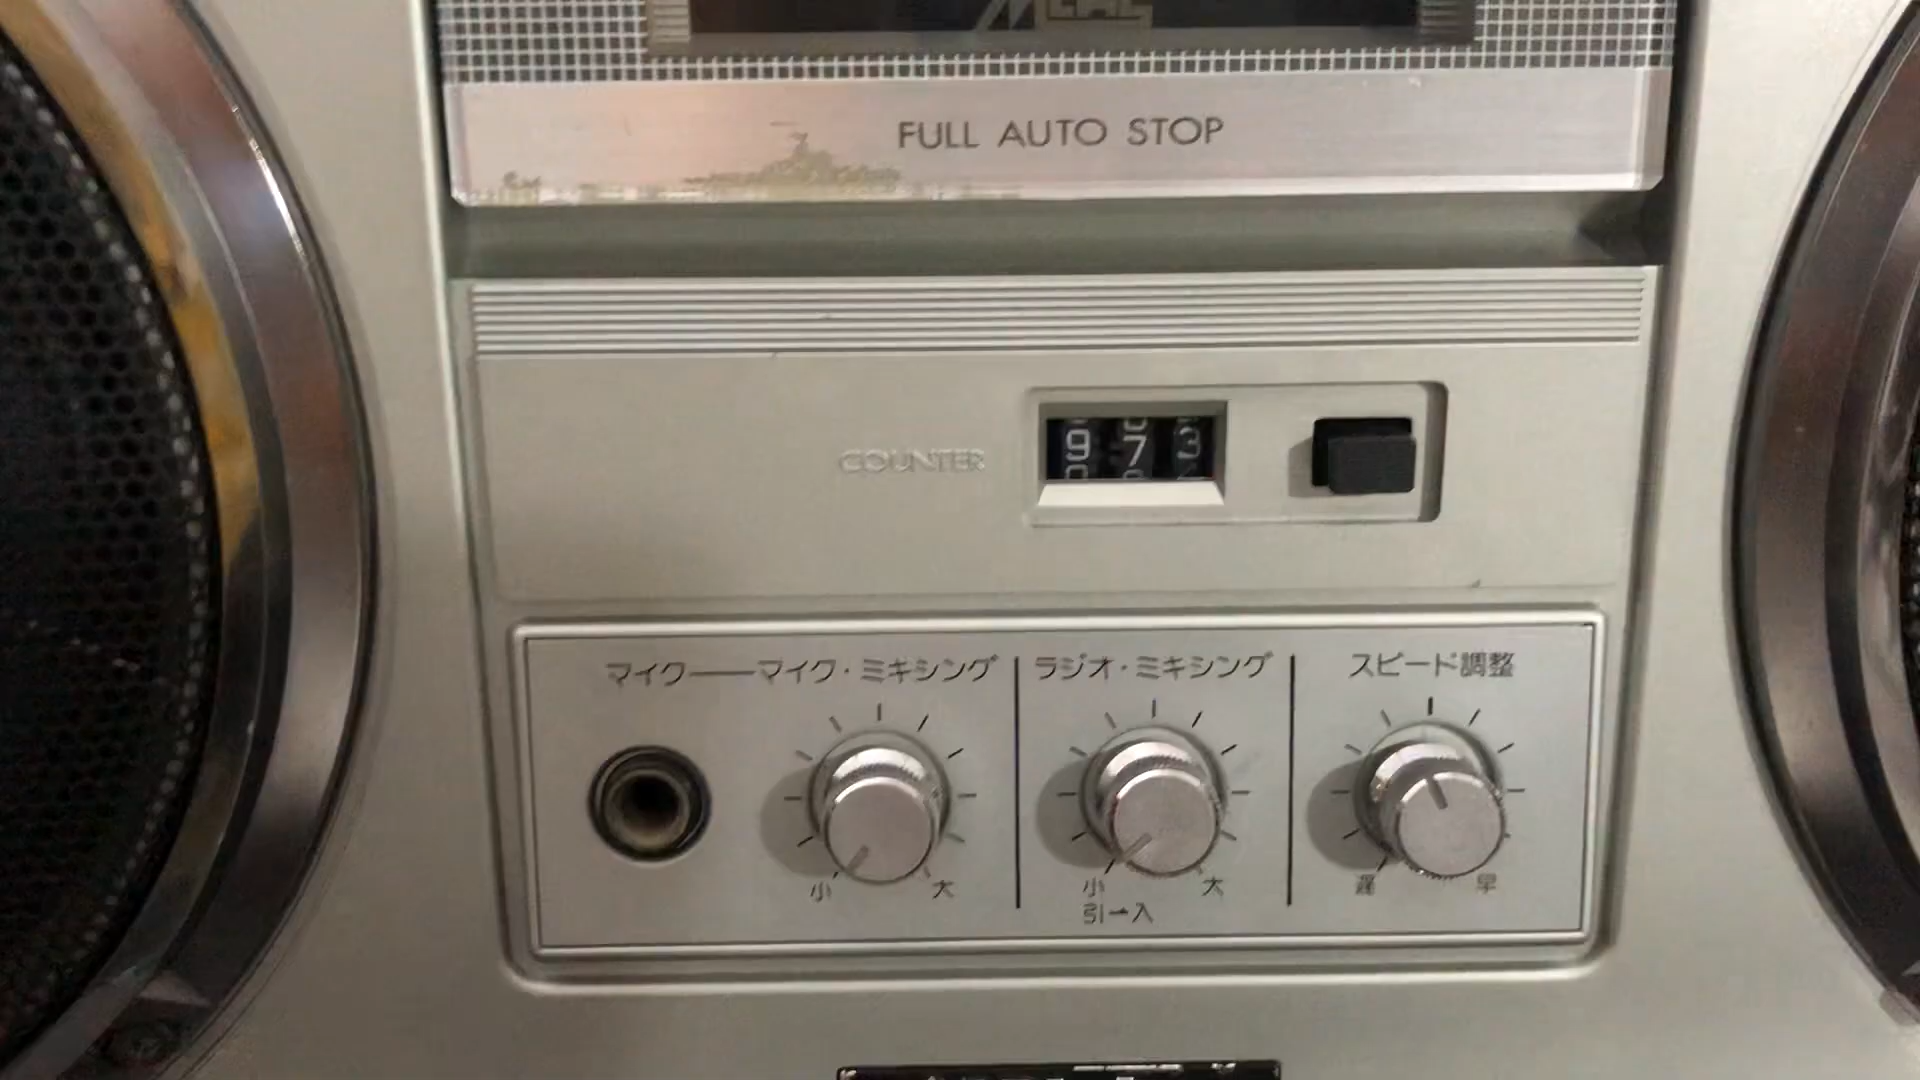 FULL AUTO STOP
COUNTER
973
マイク――マイク・ミキシング
ラジオ・ミキシング
スピード調整
小 大
小 大
遅 早
引→入